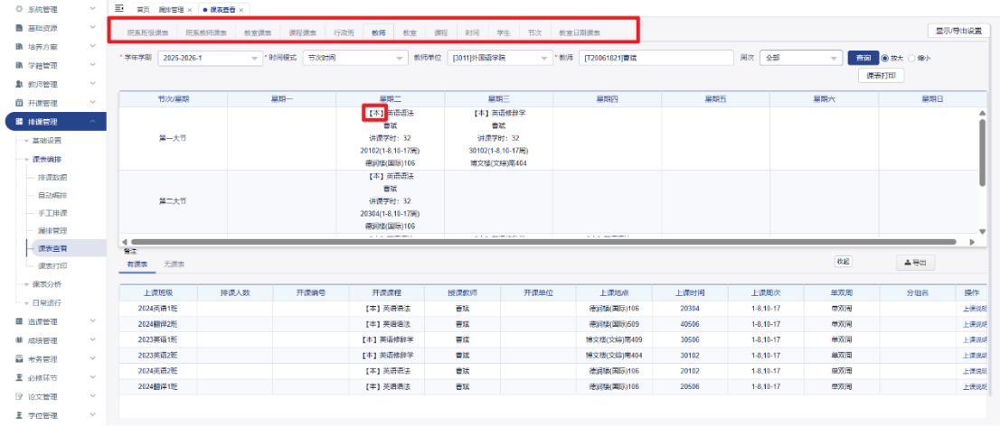 系统管理
基础资源
培养方案
学籍管理
教师管理
开课管理
排课管理
基础设置
课表编排
排课数据
自动编排
手工排课
漏排管理
课表查看
课表打印
课表分析
日常运行
选课管理
成绩管理
考务管理
必修环节
论文管理
学位管理
首页 漏排管理 × ● 课表查看 ×
院系班级课表 院系教师课表 教室课表 课程课表 行政班 教师 教室 课程 时间 学生 节次 教室日期课表
显示/导出设置
* 学年学期 2025-2026-1 * 时间模式 节次时间 教师单位 [3011]外国语学院 * 教师 [T20061821]曹斌 周次 全部 查询 放大 缩小
课表打印
节次/星期 星期一 星期二 星期三 星期四 星期五 星期六 星期日
第一大节
【本】英语语法
曹斌
讲课学时：32
20102(1-8,10-17周)
德润楼(国际)106
【本】英语修辞学
曹斌
讲课学时：32
30102(1-8,10-17周)
博文楼(文综)南404
第二大节
【本】英语语法
曹斌
讲课学时：32
20304(1-8,10-17周)
德润楼(国际)106
备注
有课表 无课表 收起 导出
上课班级 排课人数 开课编号 开课课程 授课教师 开课单位 上课地点 上课时间 上课周次 单双周 分组名 操作
2024英语1班 【本】英语语法 曹斌 德润楼(国际)106 20304 1-8,10-17 单双周 上课说明
2024翻译2班 【本】英语语法 曹斌 德润楼(国际)509 40506 1-8,10-17 单双周 上课说明
2023英语1班 【本】英语修辞学 曹斌 博文楼(文综)南409 30506 1-8,10-17 单双周 上课说明
2023英语2班 【本】英语修辞学 曹斌 博文楼(文综)南404 30102 1-8,10-17 单双周 上课说明
2024英语2班 【本】英语语法 曹斌 德润楼(国际)106 20102 1-8,10-17 单双周 上课说明
2024翻译1班 【本】英语语法 曹斌 德润楼(国际)106 20506 1-8,10-17 单双周 上课说明